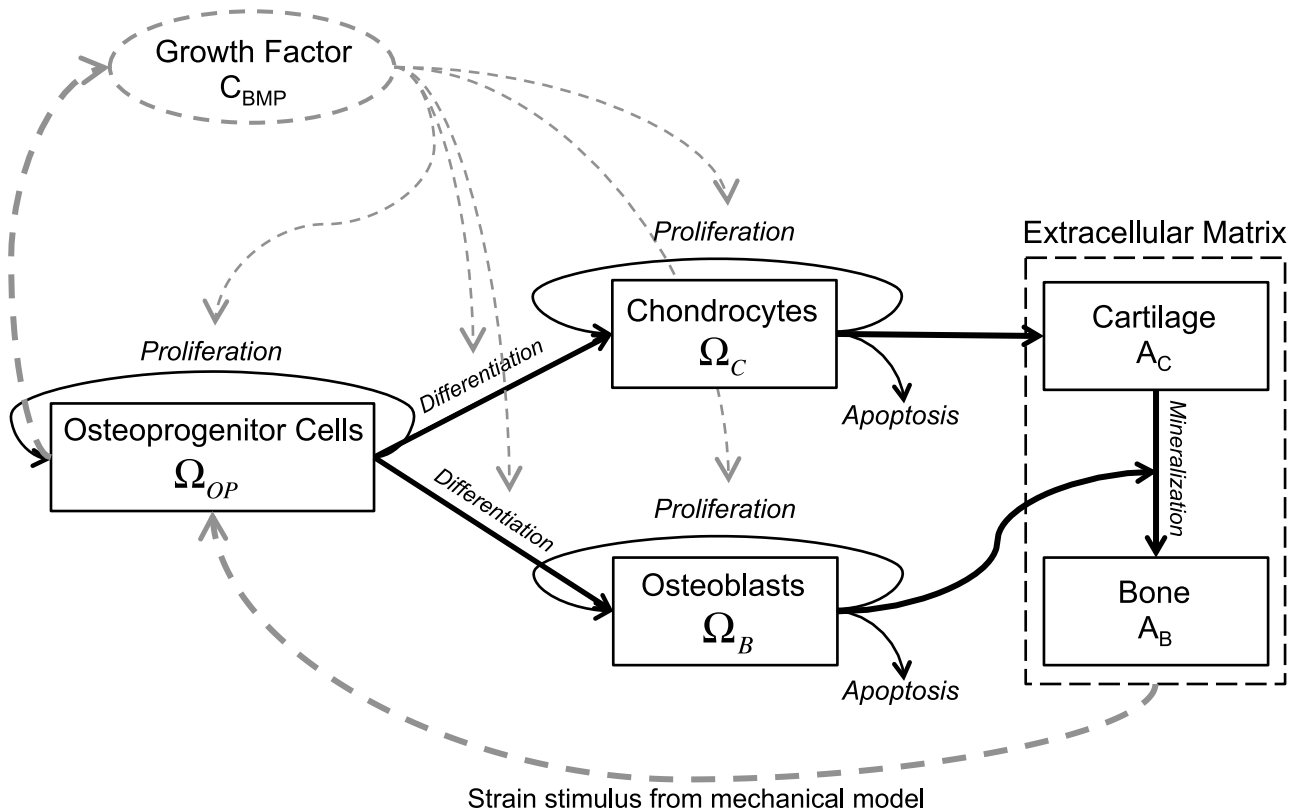 Growth Factor
C_BMP
Proliferation
Extracellular Matrix
Chondrocytes
Ω_C
Cartilage
A_C
Proliferation
Differentiation
Apoptosis
Mineralization
Osteoprogenitor Cells
Ω_OP
Differentiation
Proliferation
Osteoblasts
Ω_B
Bone
A_B
Apoptosis
Strain stimulus from mechanical model